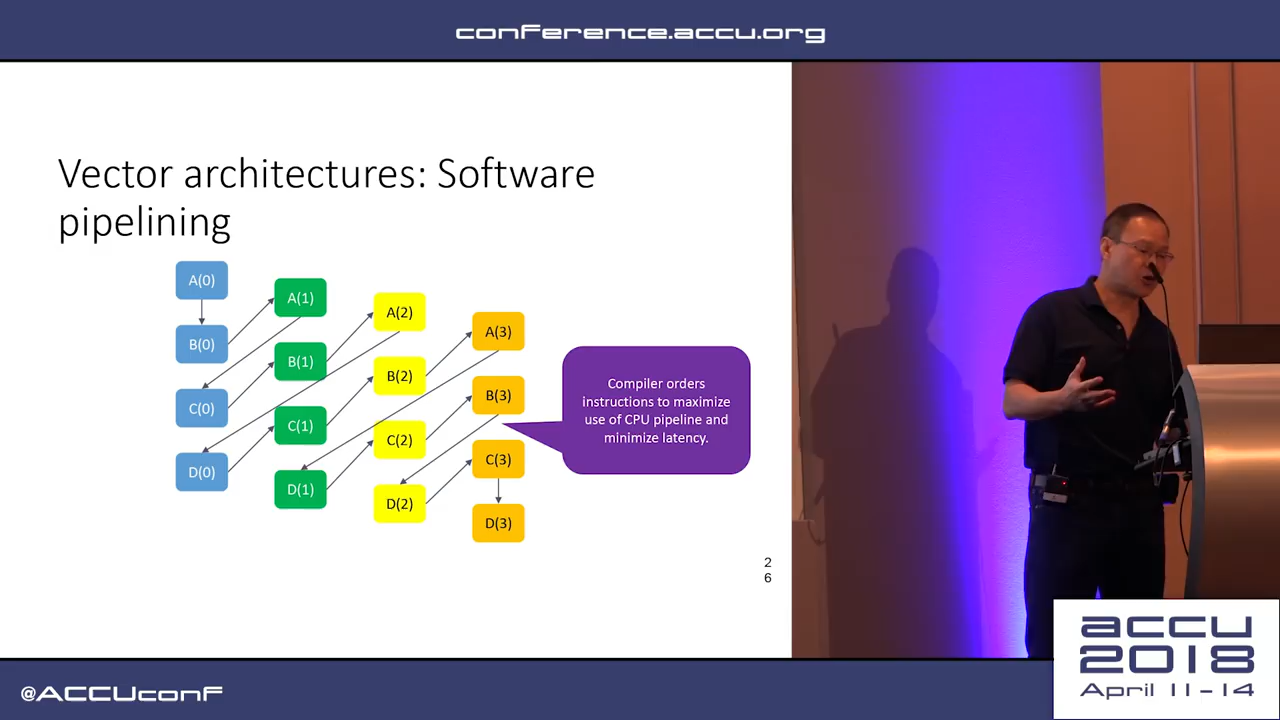 conference.accu.org
Vector architectures: Software
pipelining
A(0)
A(1)
A(2)
A(3)
B(0)
B(1)
B(2)
B(3)
C(0)
C(1)
C(2)
C(3)
D(0)
D(1)
D(2)
D(3)
Compiler orders
instructions to maximize
use of CPU pipeline and
minimize latency.
2
6
@ACCUconf
accu
2018
April 11-14